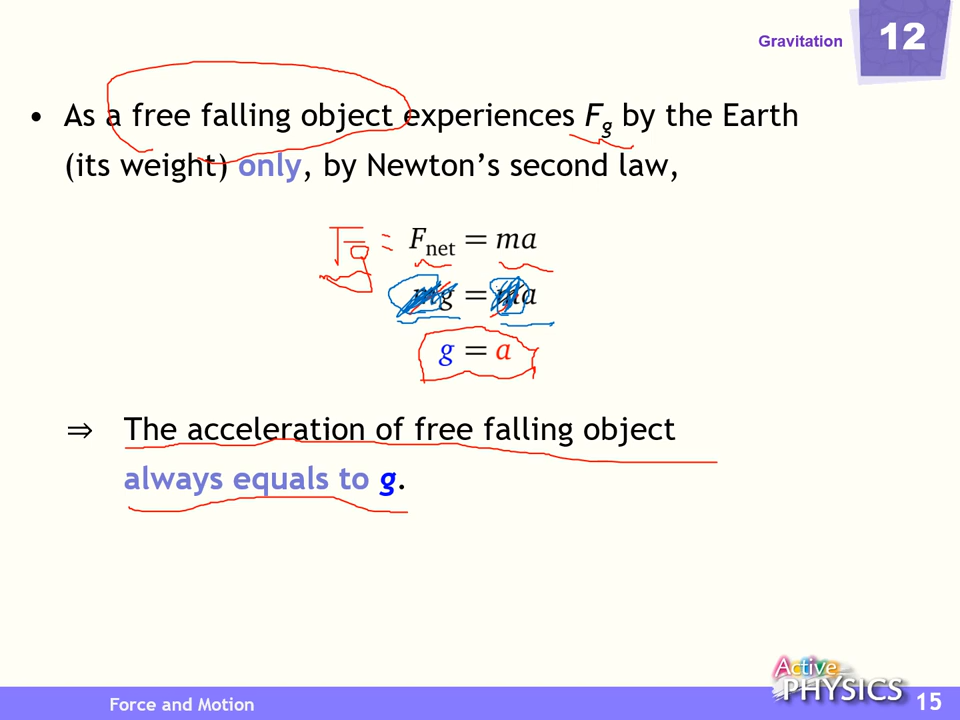 Gravitation 12
• As a free falling object experiences Fg by the Earth
(its weight) only, by Newton’s second law,
Fg = Fnet = ma
mg = ma
g = a
⇒ The acceleration of free falling object
always equals to g.
Active
PHYSICS
Force and Motion 15